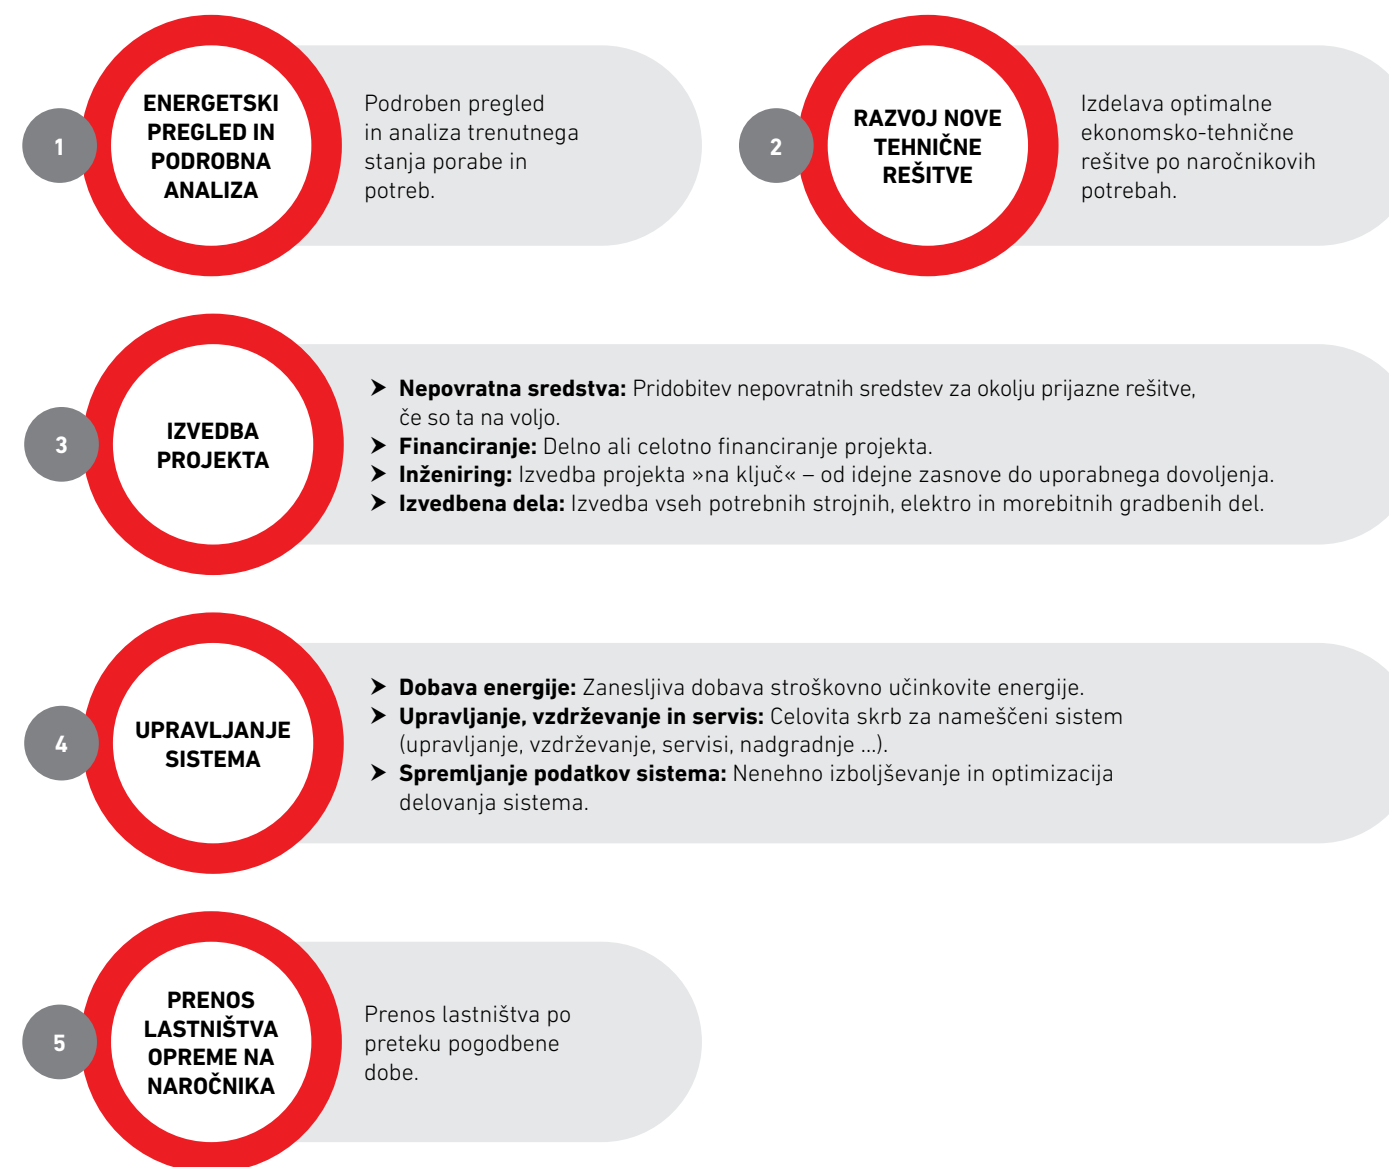 1
ENERGETSKI
PREGLED IN
PODROBNA
ANALIZA
Podroben pregled
in analiza trenutnega
stanja porabe in
potreb.
2
RAZVOJ NOVE
TEHNIČNE
REŠITVE
Izdelava optimalne
ekonomsko-tehnične
rešitve po naročnikovih
potrebah.
3
IZVEDBA
PROJEKTA
➤ Nepovratna sredstva: Pridobitev nepovratnih sredstev za okolju prijazne rešitve,
če so ta na voljo.
➤ Financiranje: Delno ali celotno financiranje projekta.
➤ Inženiring: Izvedba projekta »na ključ« – od idejne zasnove do uporabnega dovoljenja.
➤ Izvedbena dela: Izvedba vseh potrebnih strojnih, elektro in morebitnih gradbenih del.
4
UPRAVLJANJE
SISTEMA
➤ Dobava energije: Zanesljiva dobava stroškovno učinkovite energije.
➤ Upravljanje, vzdrževanje in servis: Celovita skrb za nameščeni sistem
(upravljanje, vzdrževanje, servisi, nadgradnje ...).
➤ Spremljanje podatkov sistema: Nenehno izboljševanje in optimizacija
delovanja sistema.
5
PRENOS
LASTNIŠTVA
OPREME NA
NAROČNIKA
Prenos lastništva po
preteku pogodbene
dobe.